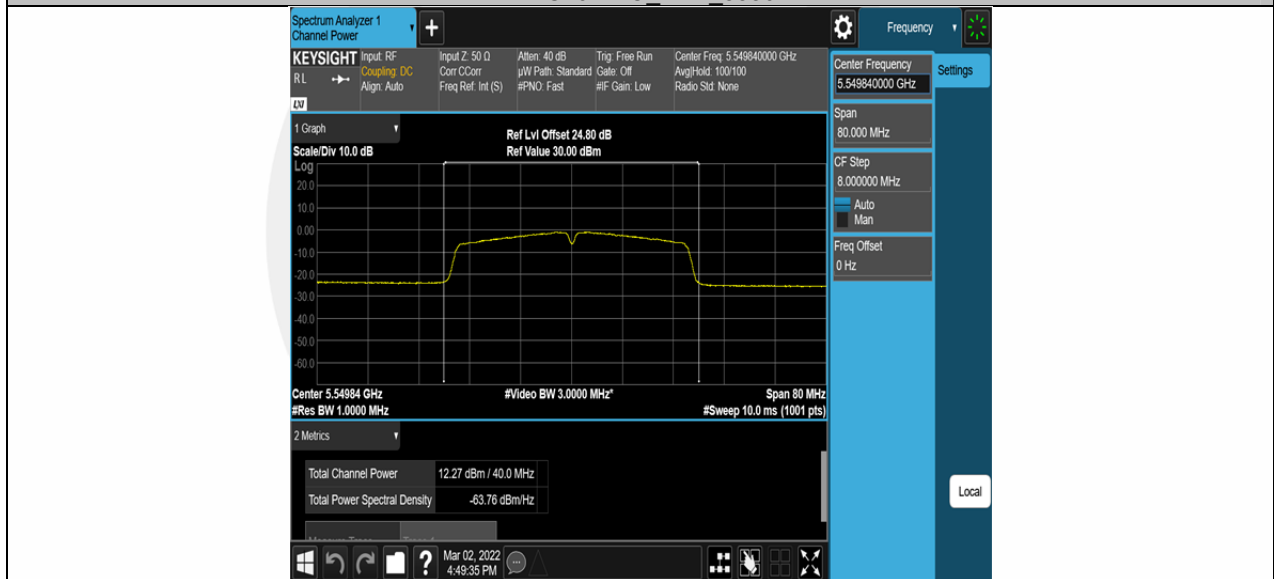 Spectrum Analyzer 1
Channel Power
+
Frequency
KEYSIGHT
RL
LXI
Input: RF
Coupling: DC
Align: Auto
Input Z: 50 Ω
Corr CCorr
Freq Ref: Int (S)
Atten: 40 dB
µW Path: Standard
#PNO: Fast
Trig: Free Run
Gate: Off
#IF Gain: Low
Center Freq: 5.549840000 GHz
Avg|Hold: 100/100
Radio Std: None
Center Frequency
5.549840000 GHz
Settings
Span
80.000 MHz
CF Step
8.000000 MHz
Auto
Man
Freq Offset
0 Hz
Local
1 Graph
Scale/Div 10.0 dB
Ref Lvl Offset 24.80 dB
Ref Value 30.00 dBm
Log
20.0
10.0
0.00
-10.0
-20.0
-30.0
-40.0
-50.0
-60.0
Center 5.54984 GHz
#Video BW 3.0000 MHz*
Span 80 MHz
#Res BW 1.0000 MHz
#Sweep 10.0 ms (1001 pts)
2 Metrics
Total Channel Power 12.27 dBm / 40.0 MHz
Total Power Spectral Density -63.76 dBm/Hz
?
Mar 02, 2022
4:49:35 PM